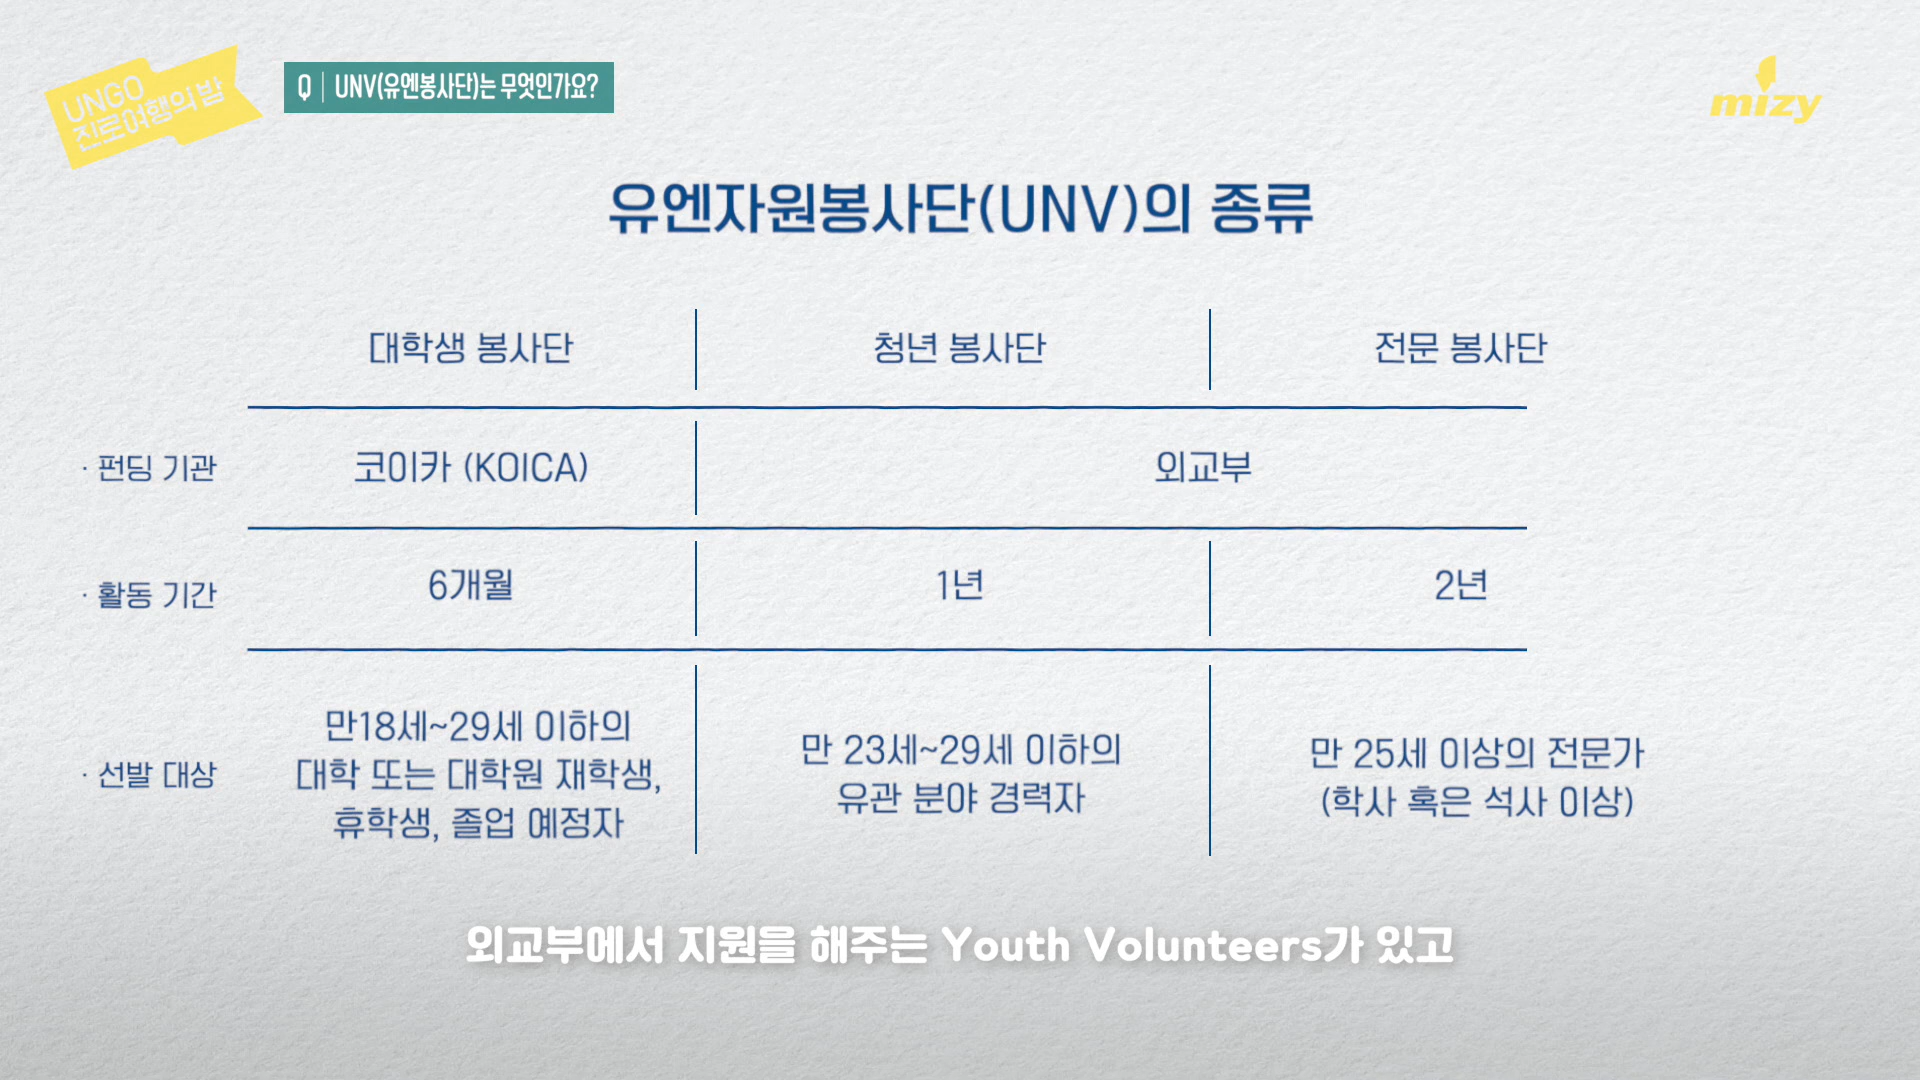 UNGO
진로여행의 밤
Q | UNV(유엔봉사단)는 무엇인가요?
mizy
유엔자원봉사단(UNV)의 종류
대학생 봉사단 청년 봉사단 전문 봉사단
· 펀딩 기관 코이카 (KOICA) 외교부
· 활동 기간 6개월 1년 2년
· 선발 대상
만18세~29세 이하의
대학 또는 대학원 재학생,
휴학생, 졸업 예정자
만 23세~29세 이하의
유관 분야 경력자
만 25세 이상의 전문가
(학사 혹은 석사 이상)
외교부에서 지원을 해주는 Youth Volunteers가 있고